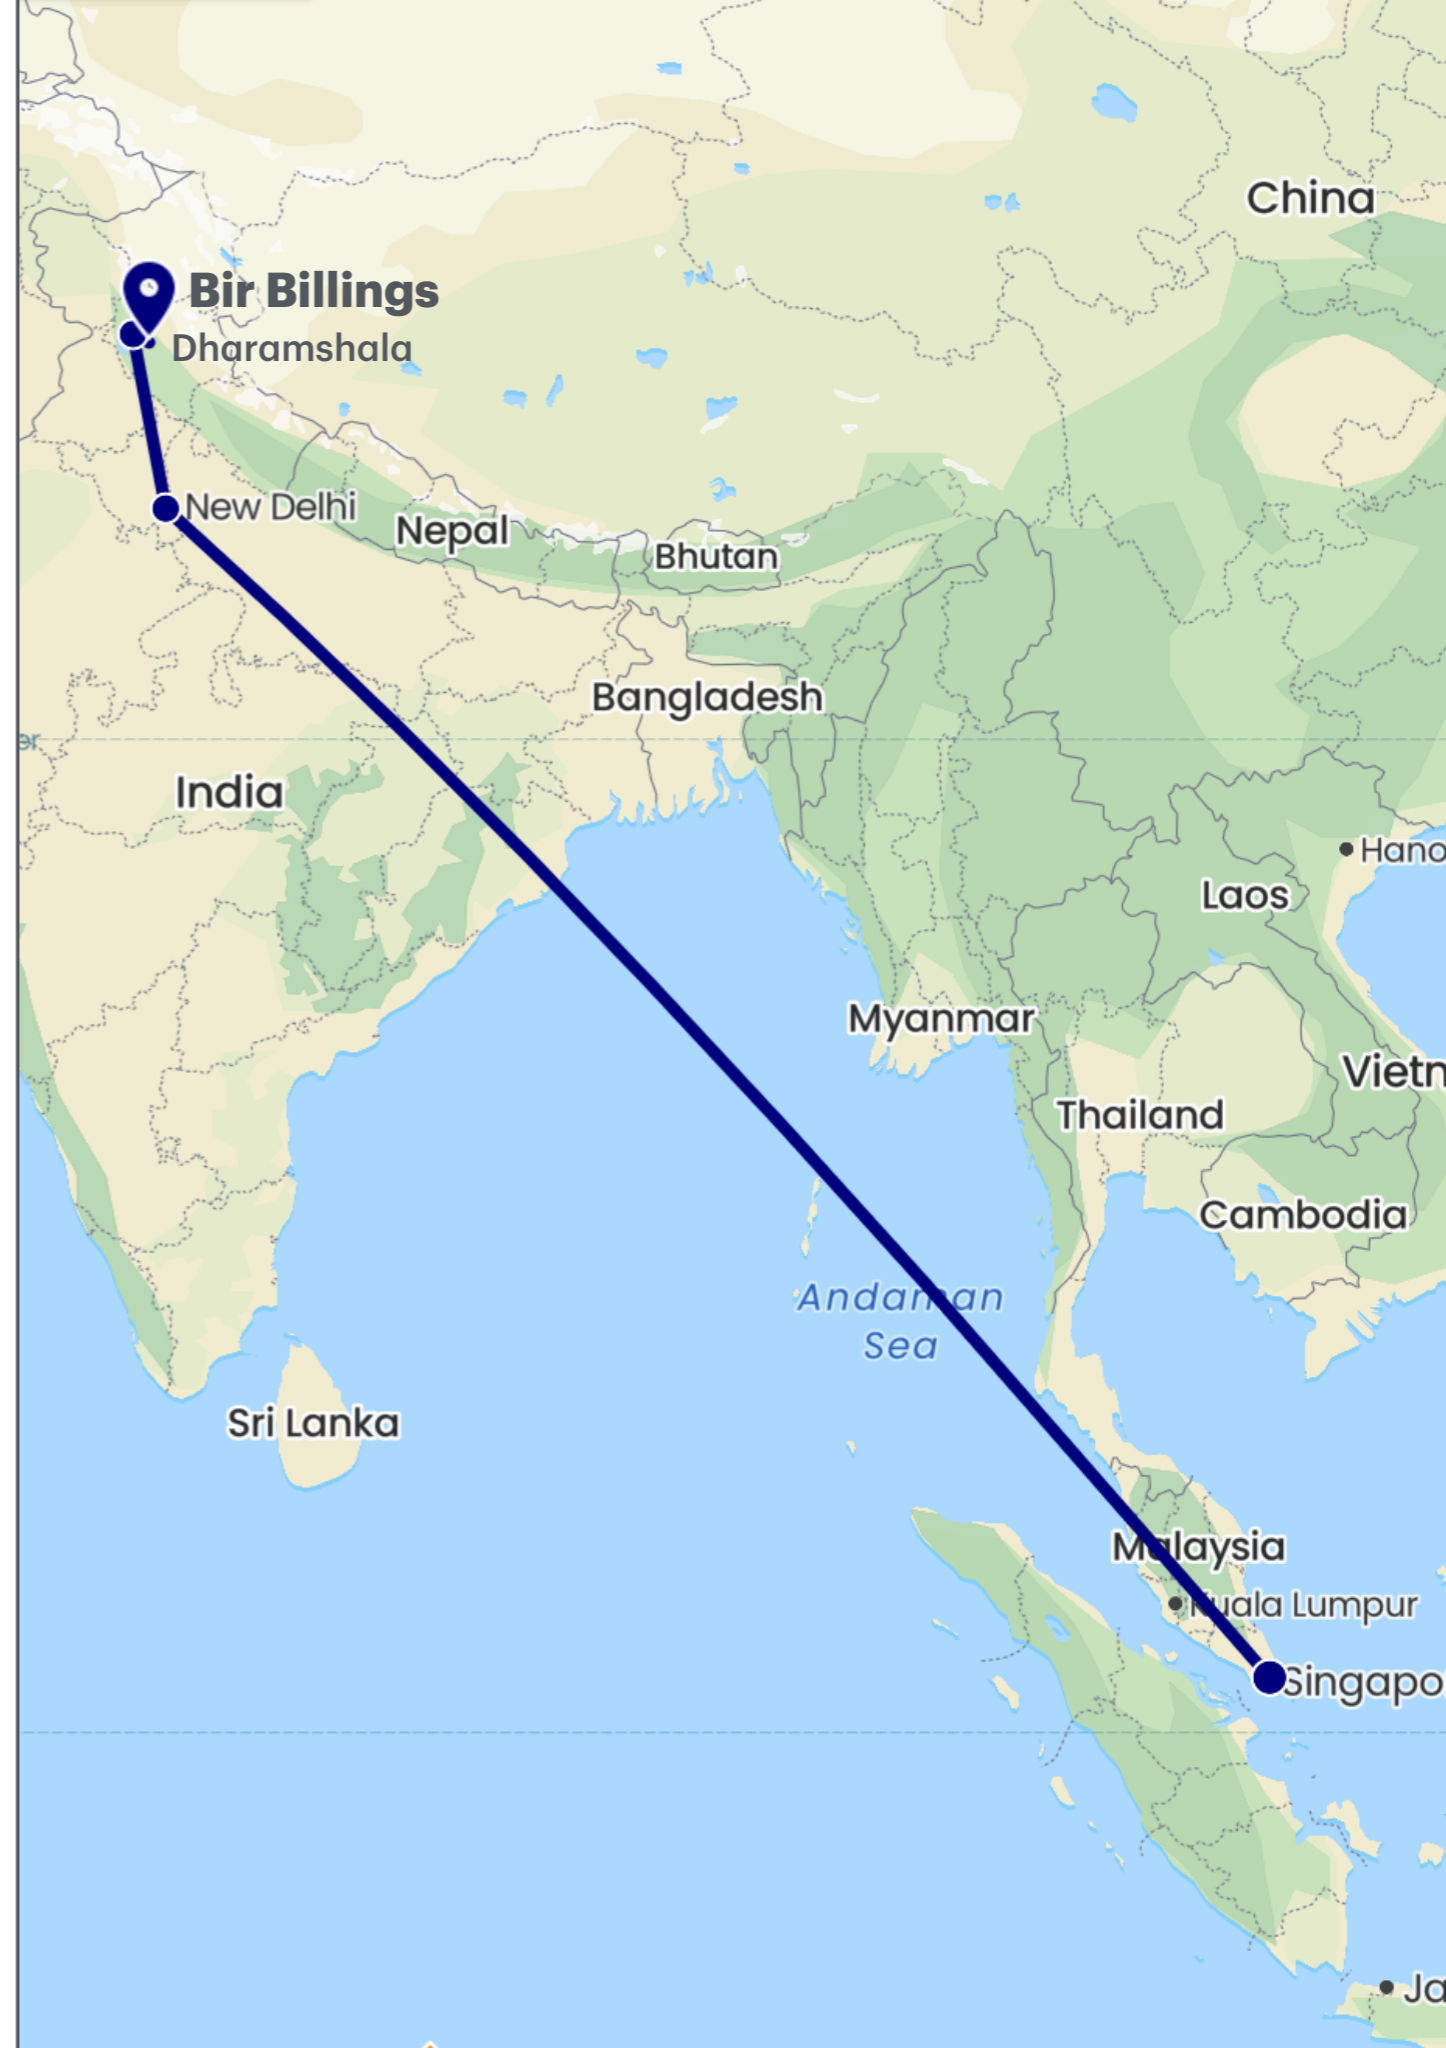 China
Bir Billings
Dharamshala
New Delhi
Nepal
Bhutan
Bangladesh
er
India
Hano
Laos
Myanmar
Vietn
Thailand
Cambodia
Andaman
Sea
Sri Lanka
Malaysia
Kuala Lumpur
Singapo
Ja